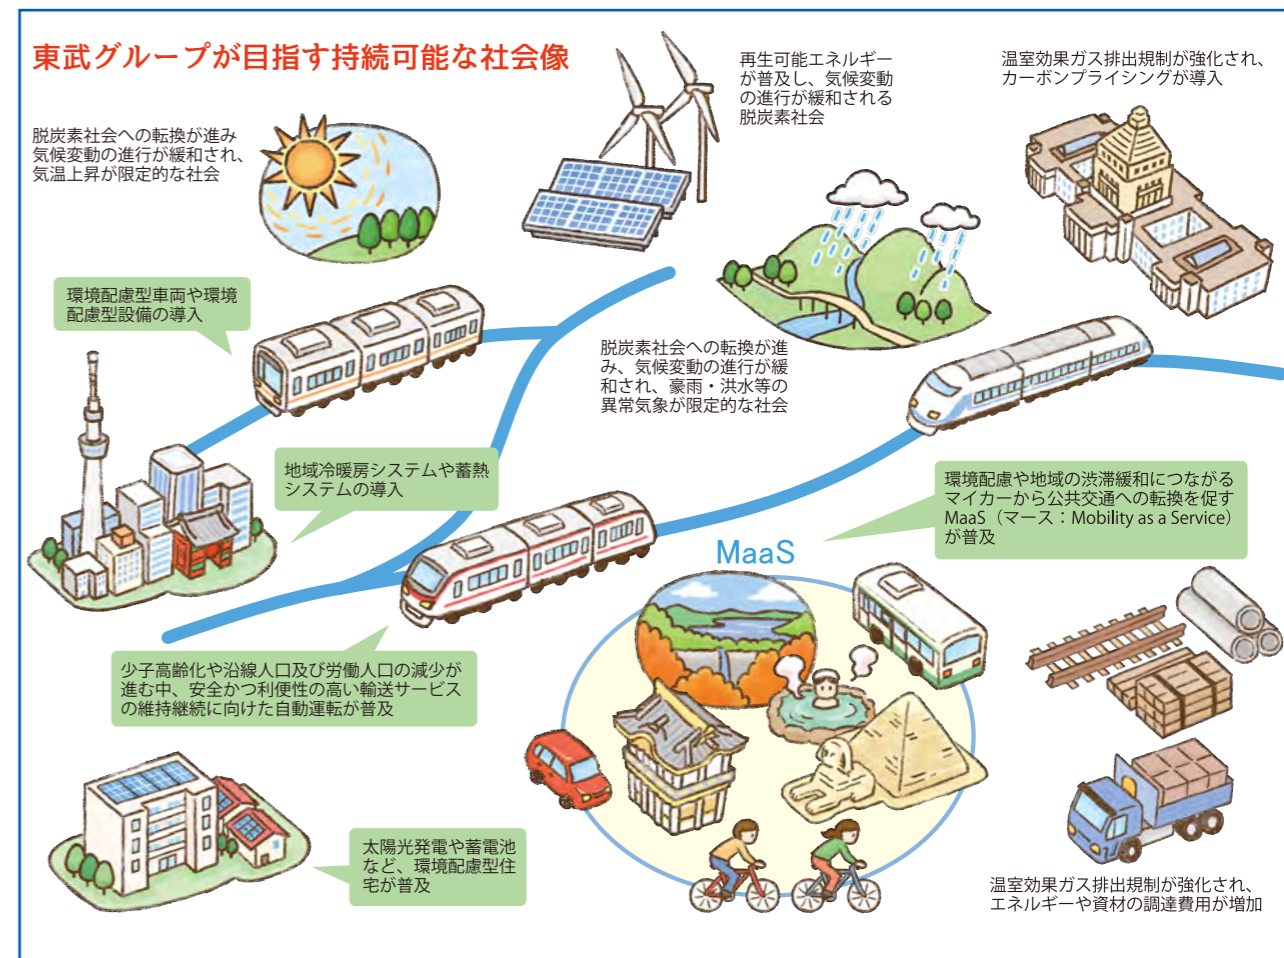 東武グループが目指す持続可能な社会像
脱炭素社会への転換が進み
気候変動の進行が緩和され、
気温上昇が限定的な社会
再生可能エネルギー
が普及し、気候変動
の進行が緩和される
脱炭素社会
温室効果ガス排出規制が強化され、
カーボンプライシングが導入
環境配慮型車両や環境
配慮型設備の導入
脱炭素社会への転換が進
み、気候変動の進行が緩
和され、豪雨・洪水等の
異常気象が限定的な社会
地域冷暖房システムや蓄熱
システムの導入
環境配慮や地域の渋滞緩和につながる
マイカーから公共交通への転換を促す
MaaS（マース：Mobility as a Service）
が普及
MaaS
少子高齢化や沿線人口及び労働人口の減少が
進む中、安全かつ利便性の高い輸送サービス
の維持継続に向けた自動運転が普及
太陽光発電や蓄電池
など、環境配慮型住
宅が普及
温室効果ガス排出規制が強化され、
エネルギーや資材の調達費用が増加